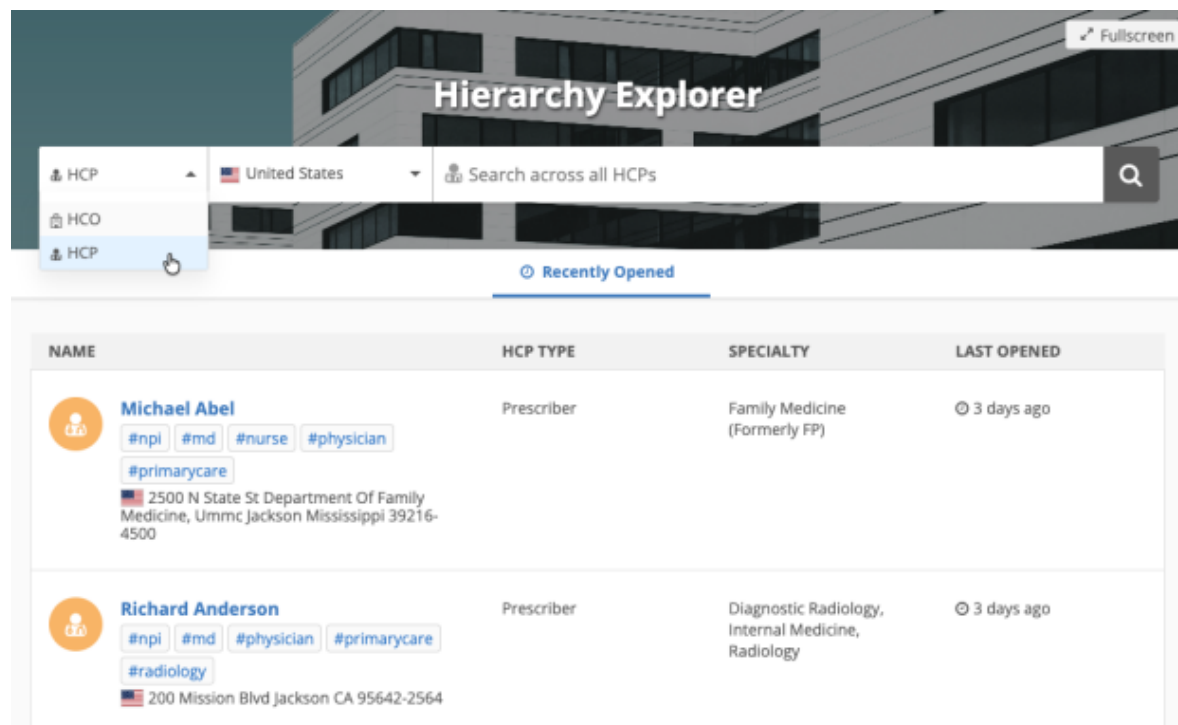 Fullscreen
Hierarchy Explorer
HCP
United States
Search across all HCPs
HCO
HCP
Recently Opened
NAME HCP TYPE SPECIALTY LAST OPENED
Michael Abel Prescriber Family Medicine 3 days ago
#npi #md #nurse #physician (Formerly FP)
#primarycare
2500 N State St Department Of Family
Medicine, Ummc Jackson Mississippi 39216-
4500
Richard Anderson Prescriber Diagnostic Radiology, 3 days ago
#npi #md #physician #primarycare Internal Medicine,
#radiology Radiology
200 Mission Blvd Jackson CA 95642-2564